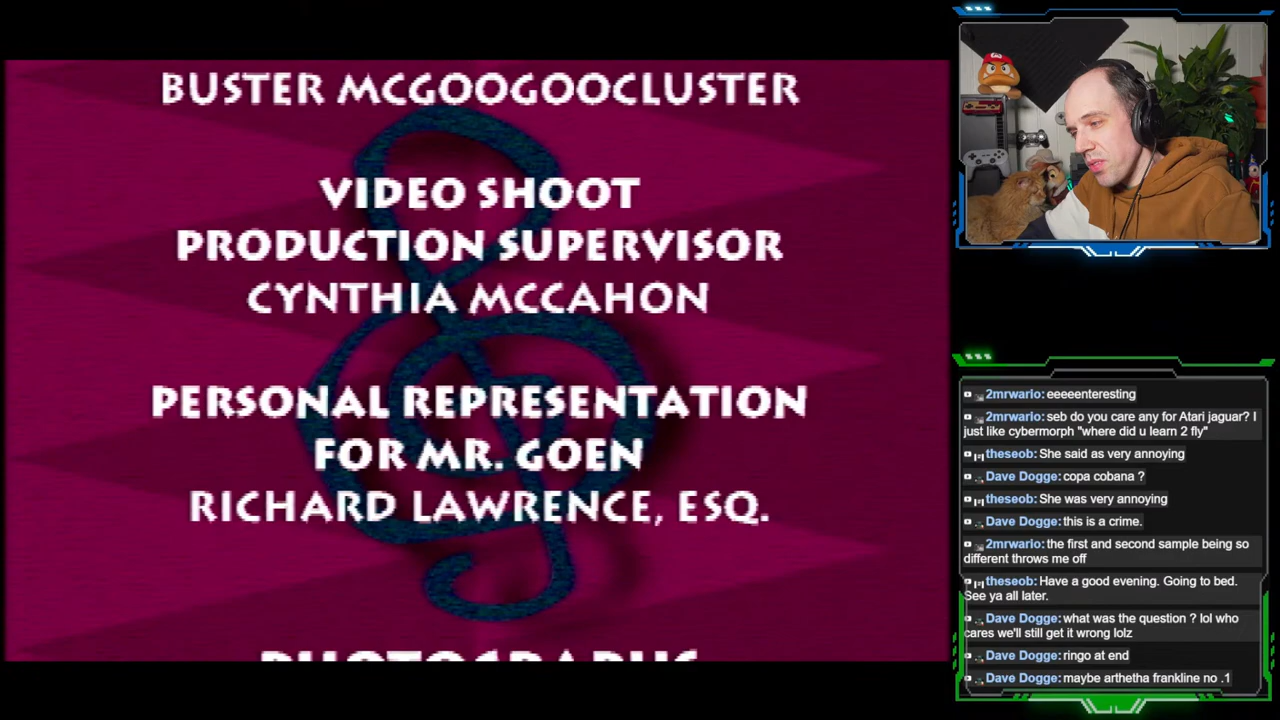 BUSTER MCGOOGOOCLUSTER
VIDEO SHOOT
PRODUCTION SUPERVISOR
CYNTHIA MCCAHON
PERSONAL REPRESENTATION
FOR MR. GOEN
RICHARD LAWRENCE, ESQ.
PHOTOGRAPHS
2mrwario: eeeeenteresting
2mrwario: seb do you care any for Atari jaguar? I
just like cybermorph "where did u learn 2 fly"
theseob: She said as very annoying
Dave Dogge: copa cobana ?
theseob: She was very annoying
Dave Dogge: this is a crime.
2mrwario: the first and second sample being so
different throws me off
theseob: Have a good evening. Going to bed.
See ya all later.
Dave Dogge: what was the question ? lol who
cares we'll still get it wrong lolz
Dave Dogge: ringo at end
Dave Dogge: maybe arthetha frankline no .1